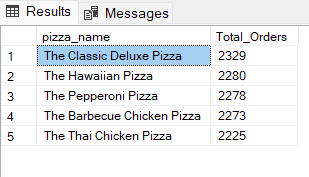 Results Messages
pizza_name Total_Orders
1 The Classic Deluxe Pizza 2329
2 The Hawaiian Pizza 2280
3 The Pepperoni Pizza 2278
4 The Barbecue Chicken Pizza 2273
5 The Thai Chicken Pizza 2225